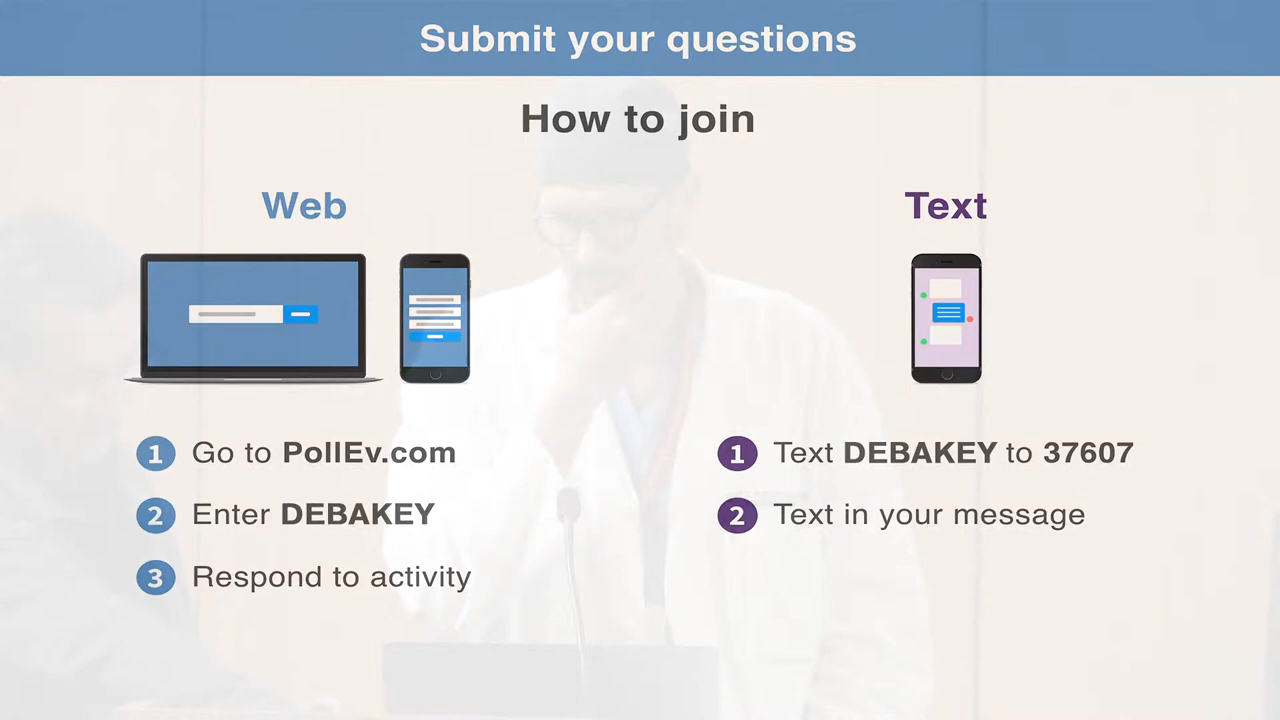 Submit your questions
How to join
Web
1 Go to PollEv.com
2 Enter DEBAKEY
3 Respond to activity
Text
1 Text DEBAKEY to 37607
2 Text in your message